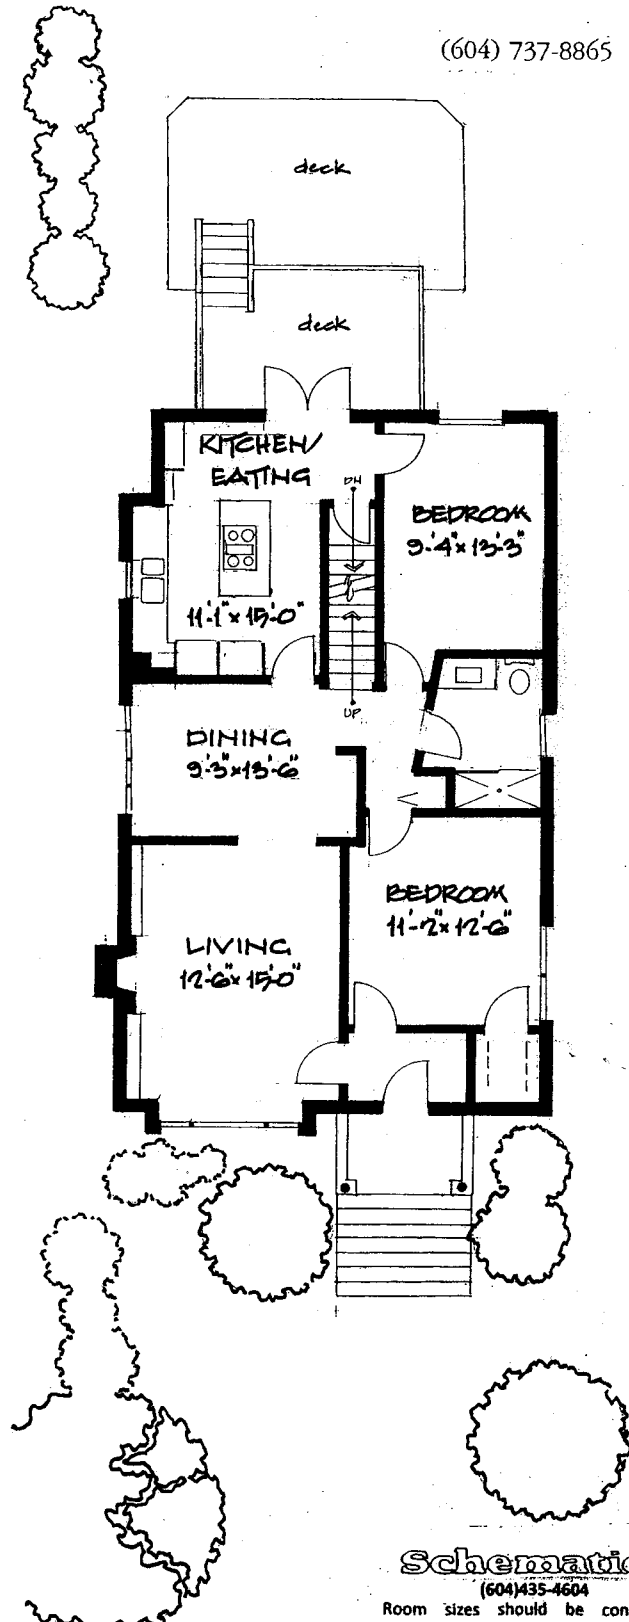 (604) 737-8865
deck
deck
KITCHEN/
EATING
DN
BEDROOM
9'-4" x 13'-3"
11'-1" x 15'-0"
UP
DINING
9'-3" x 13'-6"
BEDROOM
11'-2" x 12'-6"
LIVING
12'-6" x 15'-0"
Schematic
(604)435-4604
Room sizes should be con